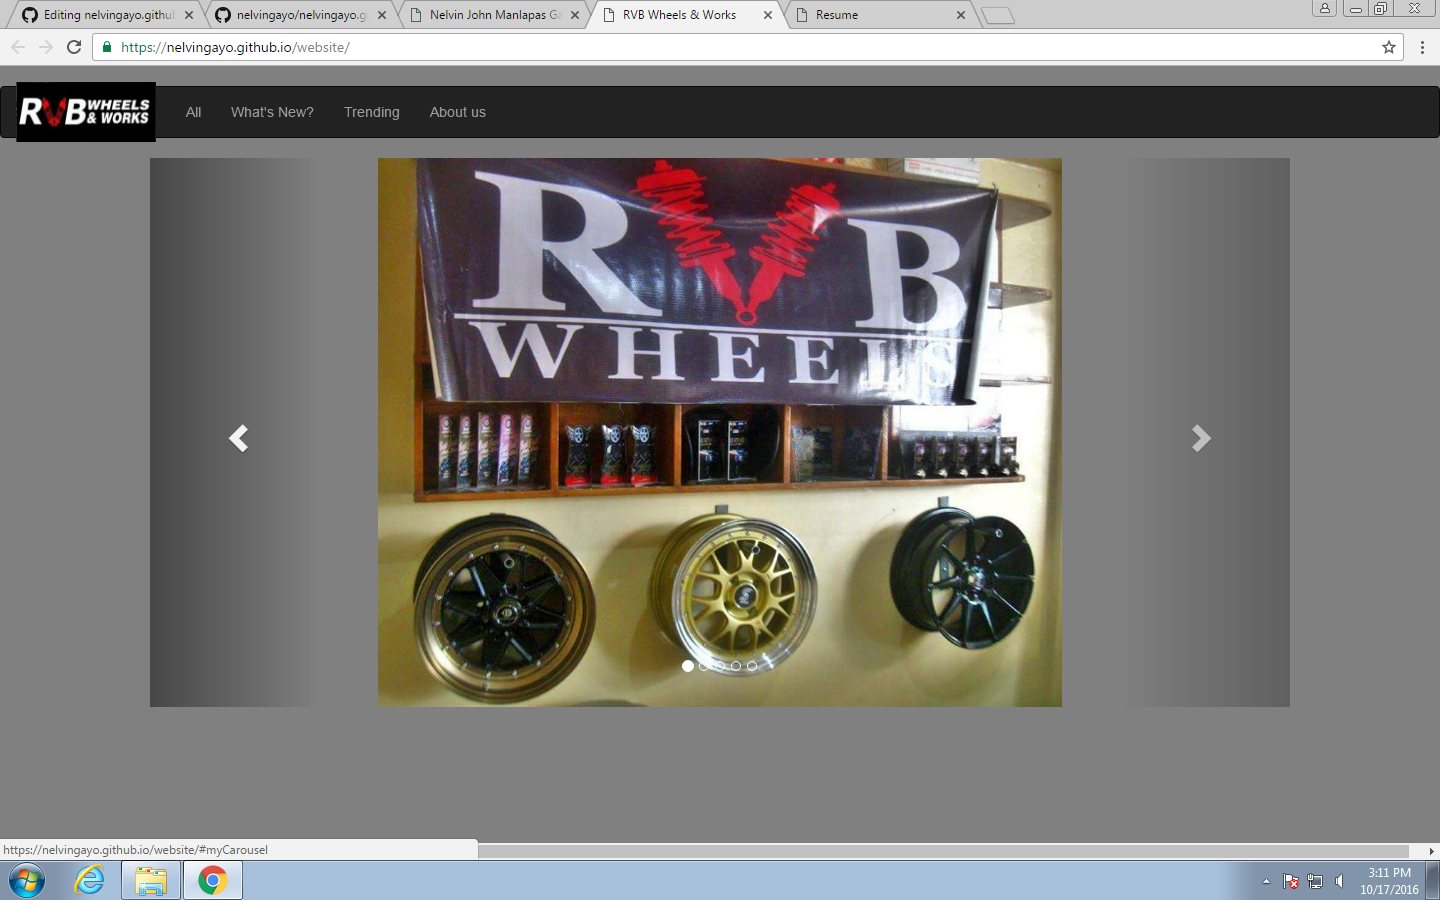 Editing nelvingayo.githu
nelvingayo/nelvingayo.g
Nelvin John Manlapas Ga
RVB Wheels & Works
Resume
https://nelvingayo.github.io/website/
RVB WHEELS
& WORKS
All
What's New?
Trending
About us
R V B
WHEELS
https://nelvingayo.github.io/website/#myCarousel
3:11 PM
10/17/2016